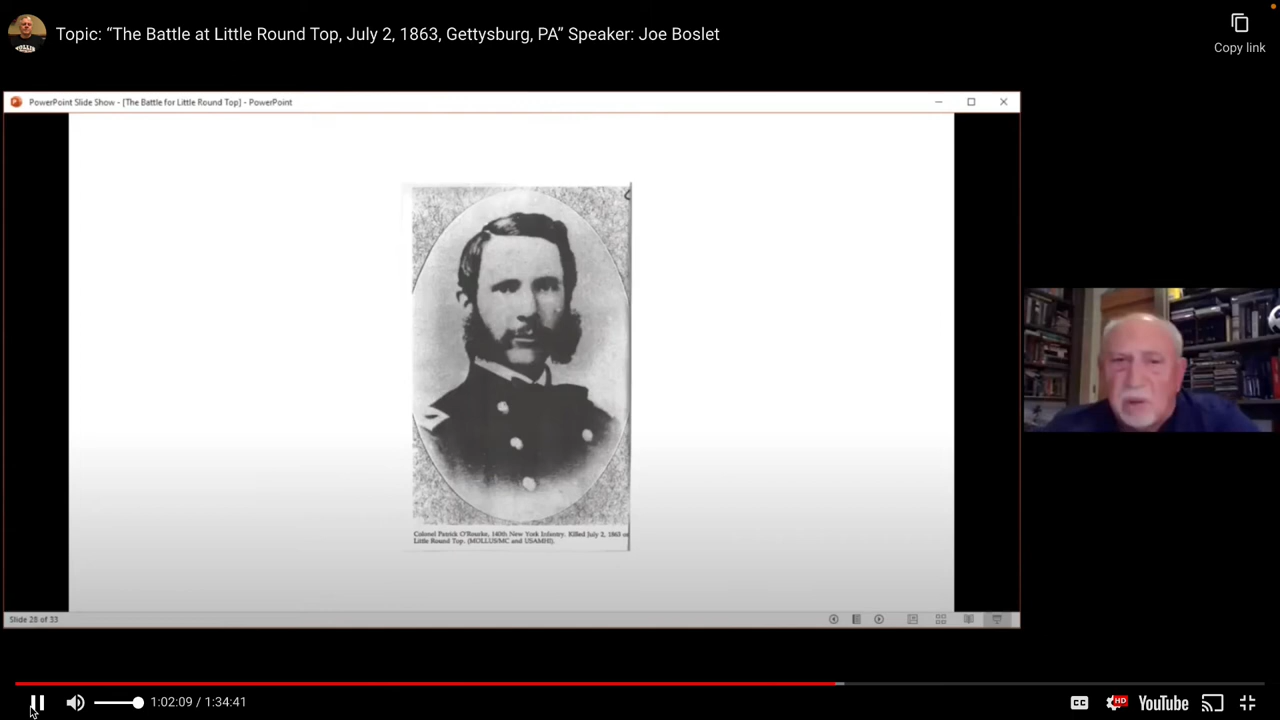 Topic: “The Battle at Little Round Top, July 2, 1863, Gettysburg, PA” Speaker: Joe Boslet
Copy link
PowerPoint Slide Show - [The Battle for Little Round Top] - PowerPoint
Colonel Patrick O'Rourke, 140th New York Infantry. Killed July 2, 1863 on
Little Round Top. (MOLLUS/MC and USAMHI).
Slide 28 of 33
1:02:09 / 1:34:41
CC
HD
YouTube